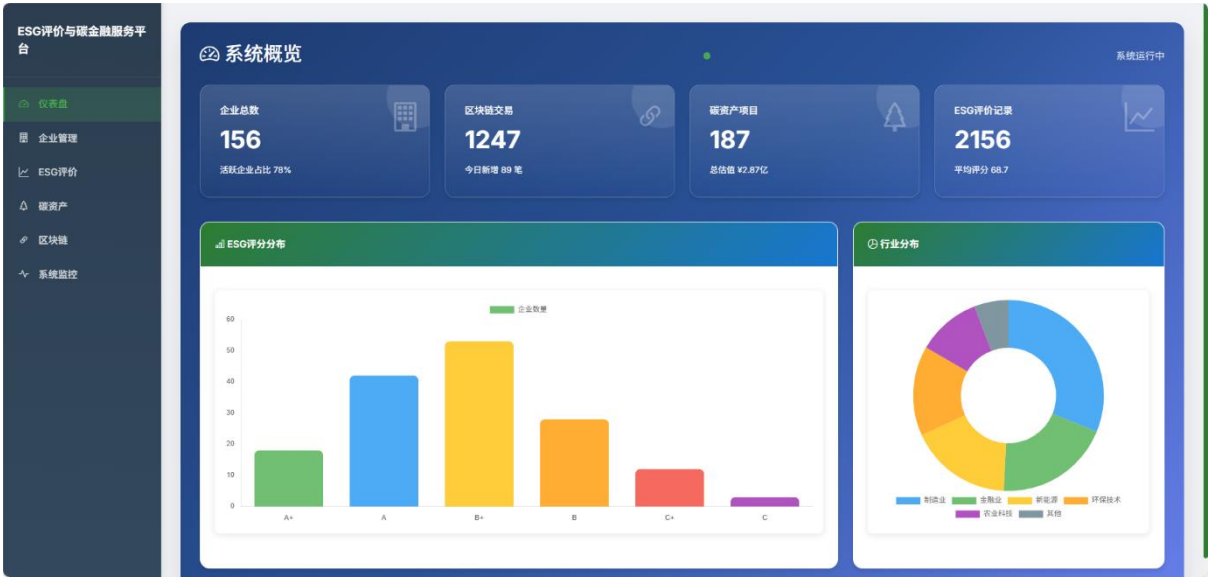 ESG评价与碳金融服务平
台
仪表盘
企业管理
ESG评价
碳资产
区块链
系统监控
系统概览
系统运行中
企业总数
156
活跃企业占比 78%
区块链交易
1247
今日新增 89 笔
碳资产项目
187
总估值 ¥2.87亿
ESG评价记录
2156
平均评分 68.7
ESG评分分布
企业数量
60
50
40
30
20
10
0
A+ A B+ B C+ C
行业分布
制造业 金融业 新能源 环保技术
农业科技 其他